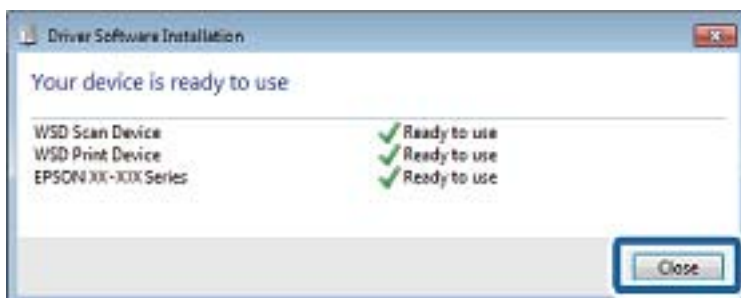 Driver Software Installation
Your device is ready to use
WSD Scan Device Ready to use
WSD Print Device Ready to use
EPSON XX-XXX Series Ready to use
Close